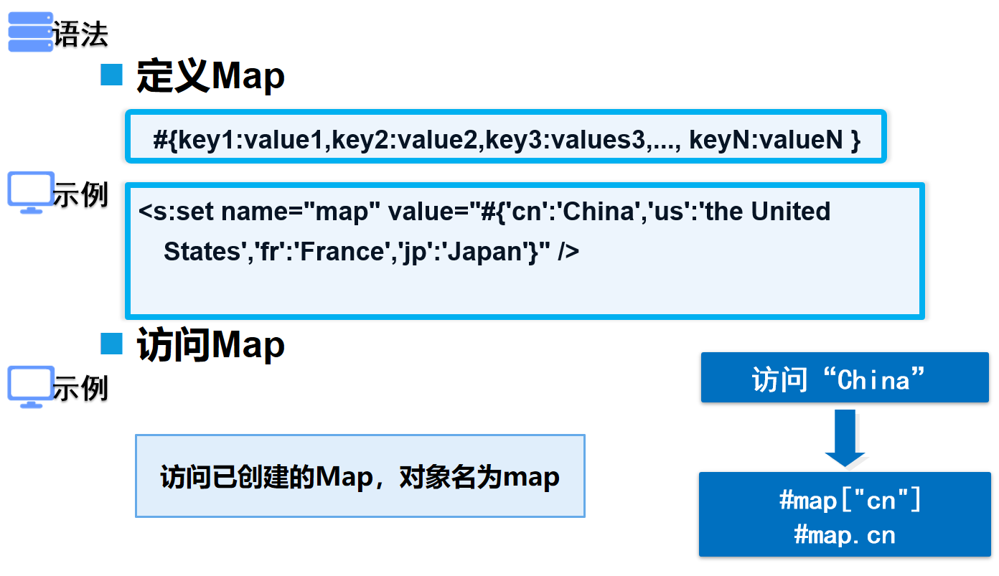 语法
定义Map
#{key1:value1,key2:value2,key3:values3,..., keyN:valueN }
示例
<s:set name="map" value="#{'cn':'China','us':'the United
States','fr':'France','jp':'Japan'}" />
访问Map
示例
访问“China”
访问已创建的Map，对象名为map
#map["cn"]
#map.cn